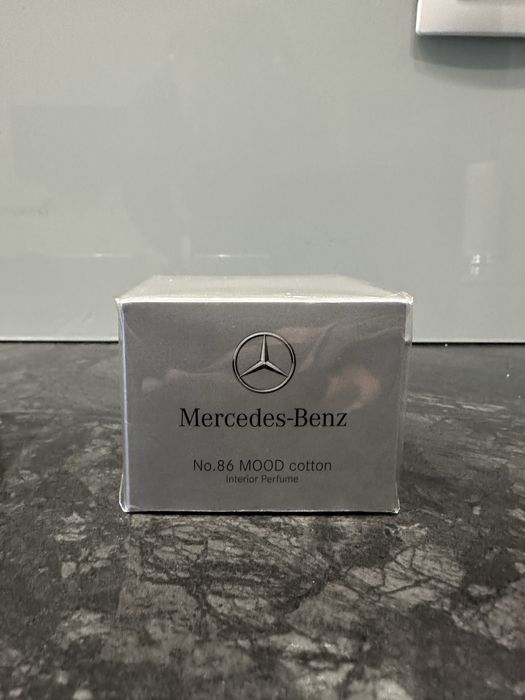 Mercedes-Benz
No.86 MOOD cotton
Interior Perfume